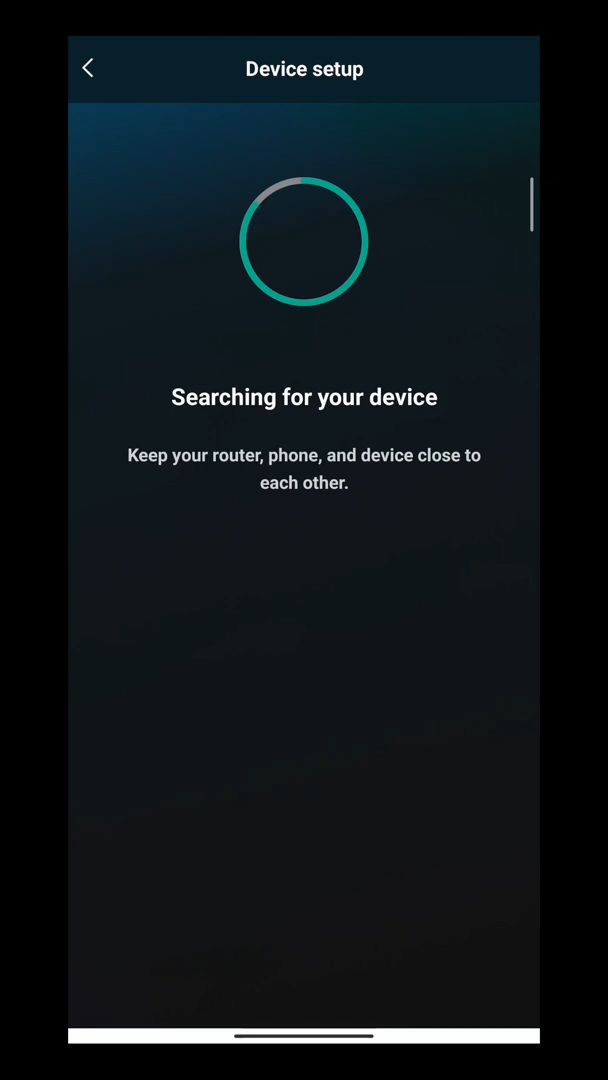 Device setup
Searching for your device
Keep your router, phone, and device close to
each other.